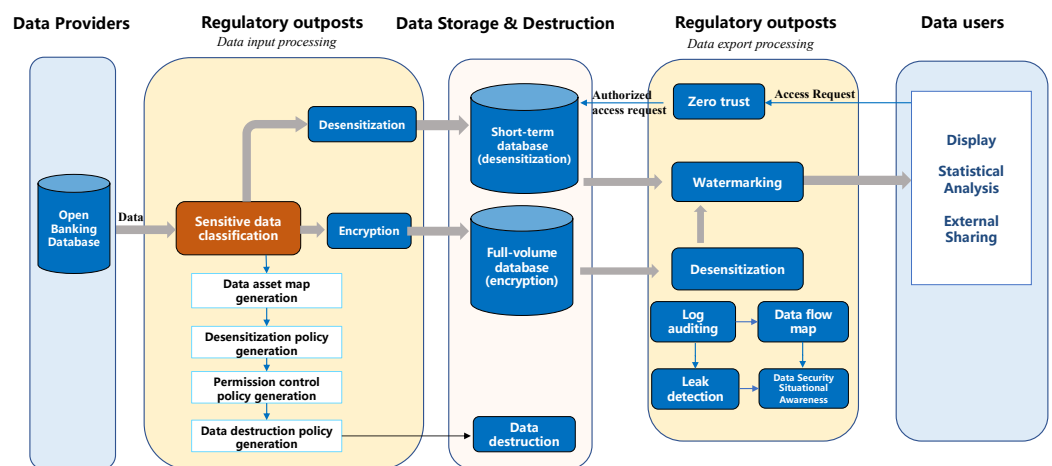 Data Providers
Regulatory outposts
Data input processing
Data Storage & Destruction
Regulatory outposts
Data export processing
Data users
Open
Banking
Database
Data
Sensitive data
classification
Desensitization
Encryption
Data asset map
generation
Desensitization policy
generation
Permission control
policy generation
Data destruction policy
generation
Short-term
database
(desensitization)
Full-volume
database
(encryption)
Data
destruction
Authorized
access request
Zero trust
Access Request
Watermarking
Desensitization
Log
auditing
Data flow
map
Leak
detection
Data Security
Situational
Awareness
Display
Statistical
Analysis
External
Sharing